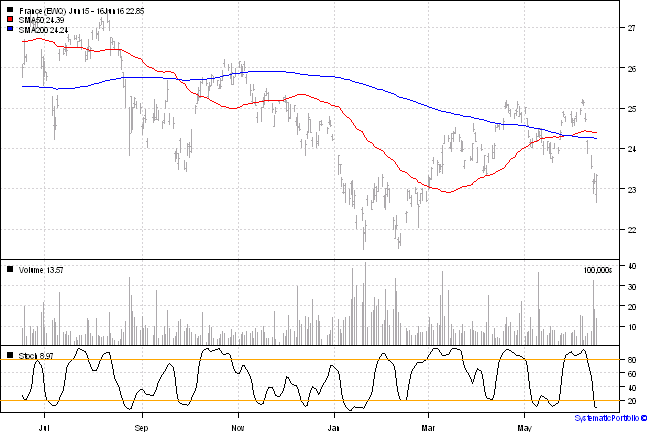 France (EWQ) Jun 15 - 16Jun16 22.85
SMA50 24.39
SMA200 24.24
27
26
25
24
23
22
Volume 13.57
100,000s
40
30
20
10
Stoch 8.97
80
60
40
20
Jul Sep Nov Jan Mar May
SystematicPortfolio ©